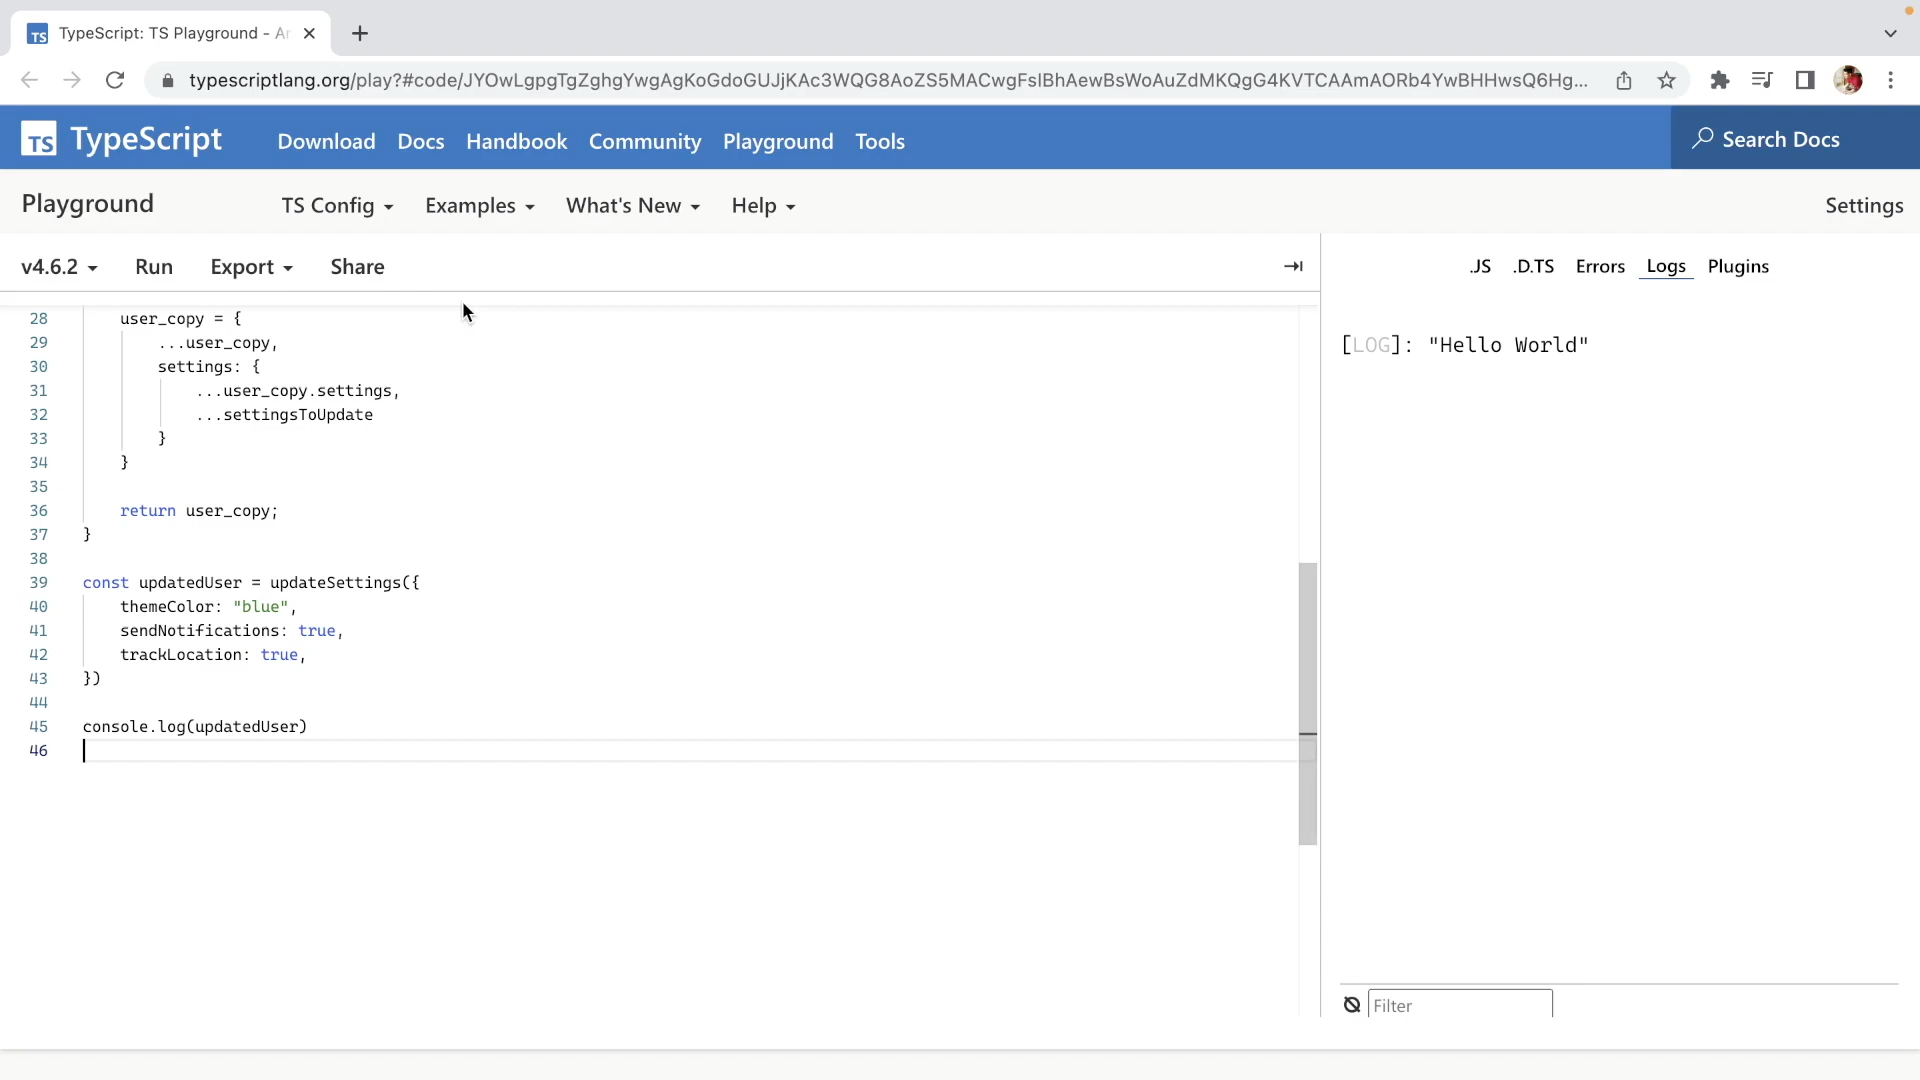 TS TypeScript: TS Playground - Ar
typescriptlang.org/play?#code/JYOwLgpgTgZghgYwgAgKoGdoGUJjKAc3WQG8AoZS5MACwgFsIBhAewBsWoAuZdMKQgG4KVTCAAmAORb4YwBHHwsQ6Hg...
TS TypeScript Download Docs Handbook Community Playground Tools Search Docs
Playground TS Config Examples What's New Help Settings
v4.6.2 Run Export Share .JS .D.TS Errors Logs Plugins
28 user_copy = {
29 ...user_copy,
30 settings: {
31 ...user_copy.settings,
32 ...settingsToUpdate
33 }
34 }
35
36 return user_copy;
37 }
38
39 const updatedUser = updateSettings({
40 themeColor: "blue",
41 sendNotifications: true,
42 trackLocation: true,
43 })
44
45 console.log(updatedUser)
46
[LOG]: "Hello World"
Filter